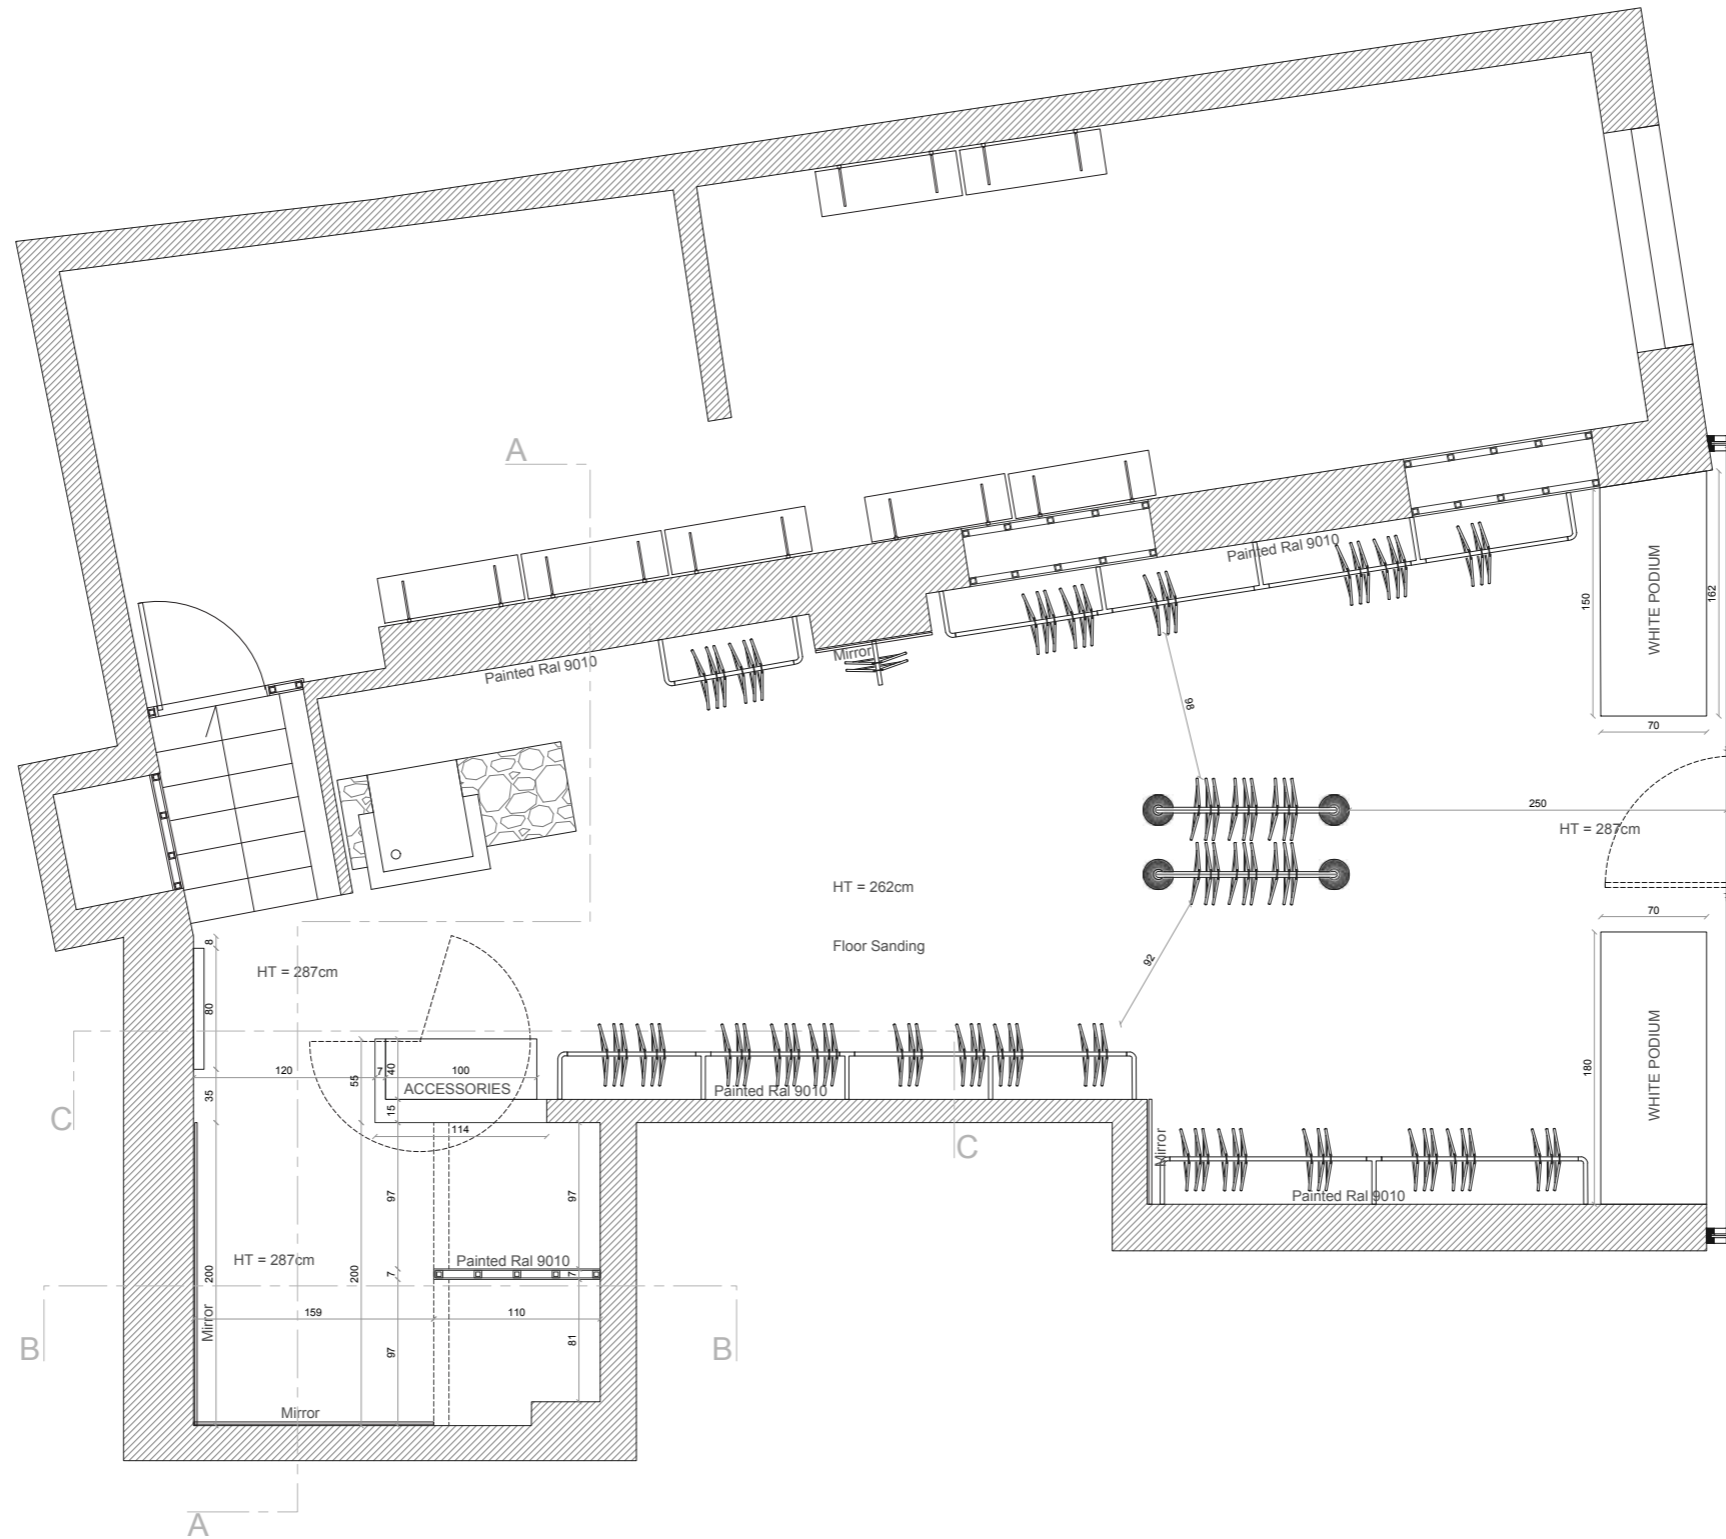 A
Painted Ral 9010
WHITE PODIUM
150
162
Painted Ral 9010
Mirror
98
70
250
HT = 287cm
HT = 262cm
70
Floor Sanding
92
8
HT = 287cm
80
120
7
40
100
55
ACCESSORIES
Painted Ral 9010
35
15
180
WHITE PODIUM
C
114
C
Mirror
97
97
Painted Ral 9010
HT = 287cm
Painted Ral 9010
200
200
7
7
159
110
Mirror
B
97
81
B
Mirror
A